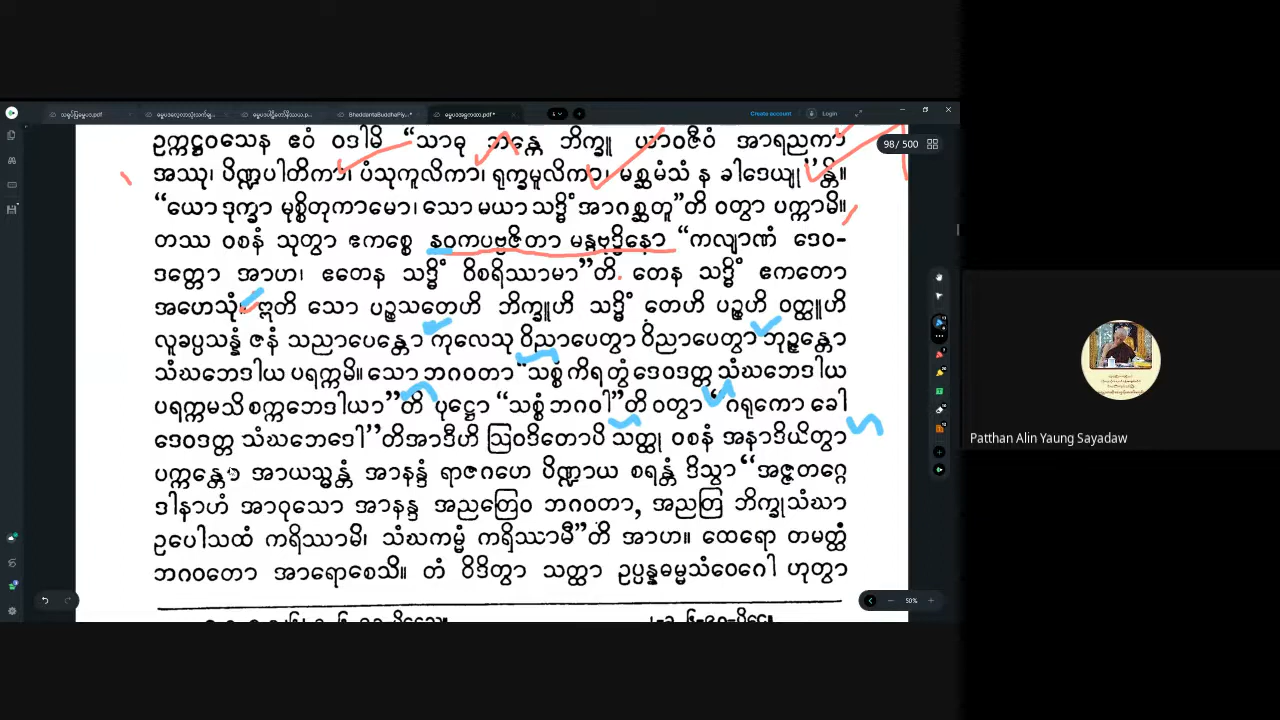 Create account
Login
98 / 500
ဥက္ကဋ္ဌဝသေန ဧဝံ ဝဒါမိ “သာဓု ဘန္တေ ဘိက္ခူ ယာဝဇီဝံ အာရညကာ
အဿု၊ ပိဏ္ဍပါတိကာ၊ ပံသုကူလိကာ၊ ရုက္ခမူလိကာ၊ မစ္ဆမံသံ န ခါဒေယျု”န္တိ။
“ယော ဒုက္ခာ မုစ္စိတုကာမော၊ သော မယာ သဒ္ဓိံ အာဂစ္ဆတူ”တိ ဝတွာ ပက္ကာမိ။
တဿ ဝစနံ သုတွာ ဧကစ္စေ နဝကပဗ္ဗဇိတာ မန္ဒဗုဒ္ဓိနော “ကလျာဏံ ဒေဝ-
ဒတ္တော အာဟ၊ ဧတေန သဒ္ဓိံ ဝိစရိဿာမာ”တိ တေန သဒ္ဓိံ ဧကတော
အဟေသုံ။ ဣတိ သော ပဉ္စသတေဟိ ဘိက္ခူဟိ သဒ္ဓိံ တေဟိ ပဉ္စဟိ ဝတ္ထူဟိ
လူခပ္ပသန္နံ ဇနံ သညာပေန္တော ကုလေသု ဝိညာပေတွာ ဝိညာပေတွာ ဘုဉ္ဇန္တော
သံဃဘေဒါယ ပရက္ကမိ။ သော ဘဂဝတာ “သစ္စံ ကိရ တွံ ဒေဝဒတ္တ သံဃဘေဒါယ
ပရက္ကမသိ စက္ကဘေဒါယာ”တိ ပုဋ္ဌော “သစ္စံ ဘဂဝါ”တိ ဝတွာ “ဂရုကော ခေါ
ဒေဝဒတ္တ သံဃဘေဒေါ”တိအာဒီဟိ ဩဝဒိတောပိ သတ္ထု ဝစနံ အနာဒိယိတွာ
ပက္ကန္တော အာယသ္မန္တံ အာနန္ဒံ ရာဇဂဟေ ပိဏ္ဍာယ စရန္တံ ဒိသွာ “အဇ္ဇတဂ္ဂေ
ဒါနာဟံ အာဝုသော အာနန္ဒ အညတြေဝ ဘဂဝတာ, အညတြ ဘိက္ခုသံဃာ
ဥပေါသထံ ကရိဿာမိ၊ သံဃကမ္မံ ကရိဿာမီ”တိ အာဟ။ ထေရော တမတ္ထံ
ဘဂဝတော အာရောစေသိ။ တံ ဝိဒိတွာ သတ္ထာ ဥပ္ပန္နဓမ္မသံဝေဂေါ ဟုတွာ
50%
Patthan Alin Yaung Sayadaw